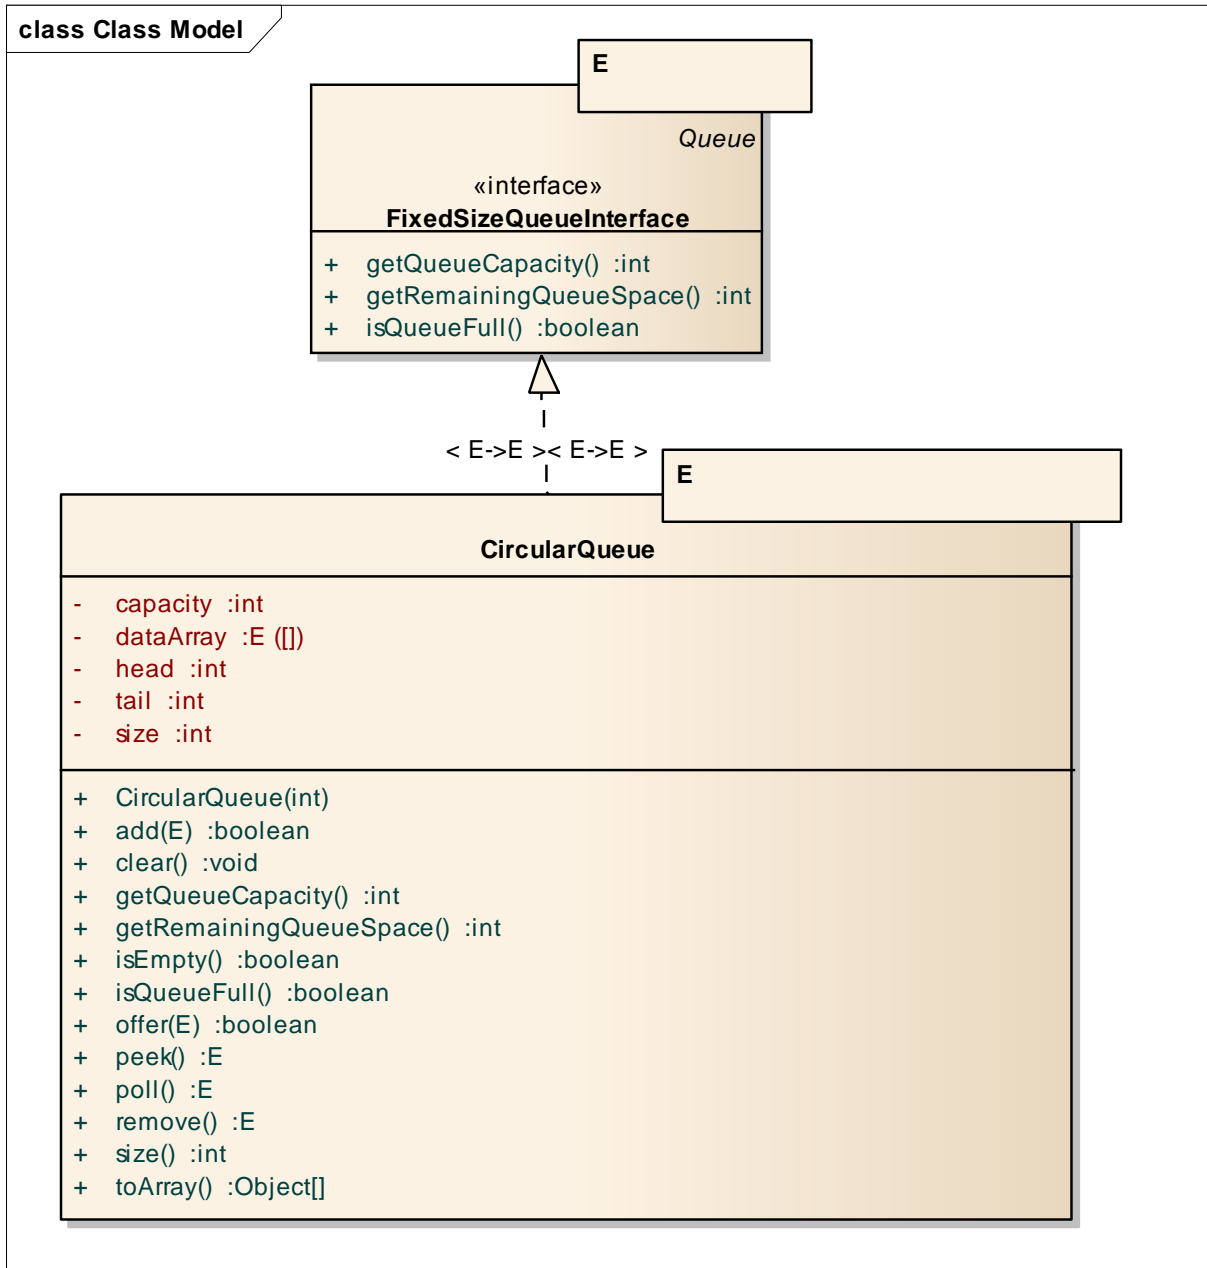 class Class Model
E
Queue
«interface»
FixedSizeQueueInterface
+ getQueueCapacity() :int
+ getRemainingQueueSpace() :int
+ isQueueFull() :boolean
< E->E >< E->E >
E
CircularQueue
- capacity :int
- dataArray :E ([])
- head :int
- tail :int
- size :int
+ CircularQueue(int)
+ add(E) :boolean
+ clear() :void
+ getQueueCapacity() :int
+ getRemainingQueueSpace() :int
+ isEmpty() :boolean
+ isQueueFull() :boolean
+ offer(E) :boolean
+ peek() :E
+ poll() :E
+ remove() :E
+ size() :int
+ toArray() :Object[]